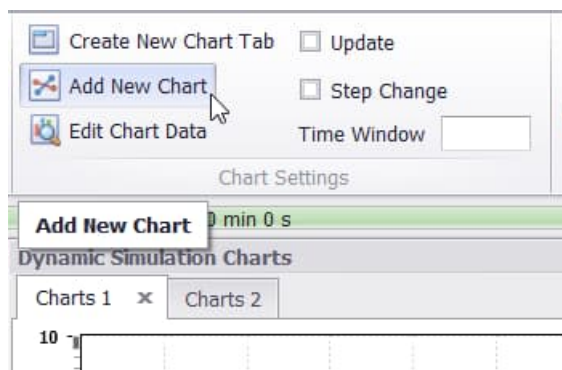 Create New Chart Tab
Update
Add New Chart
Step Change
Edit Chart Data
Time Window
Chart Settings
Add New Chart
min 0 s
Dynamic Simulation Charts
Charts 1
Charts 2
10